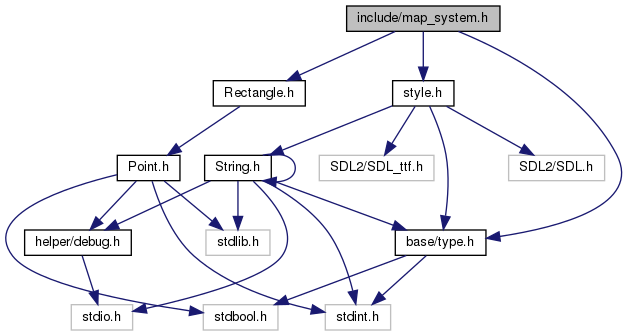 include/map_system.h
Rectangle.h
style.h
Point.h
String.h
SDL2/SDL_ttf.h
SDL2/SDL.h
helper/debug.h
stdlib.h
base/type.h
stdio.h
stdbool.h
stdint.h